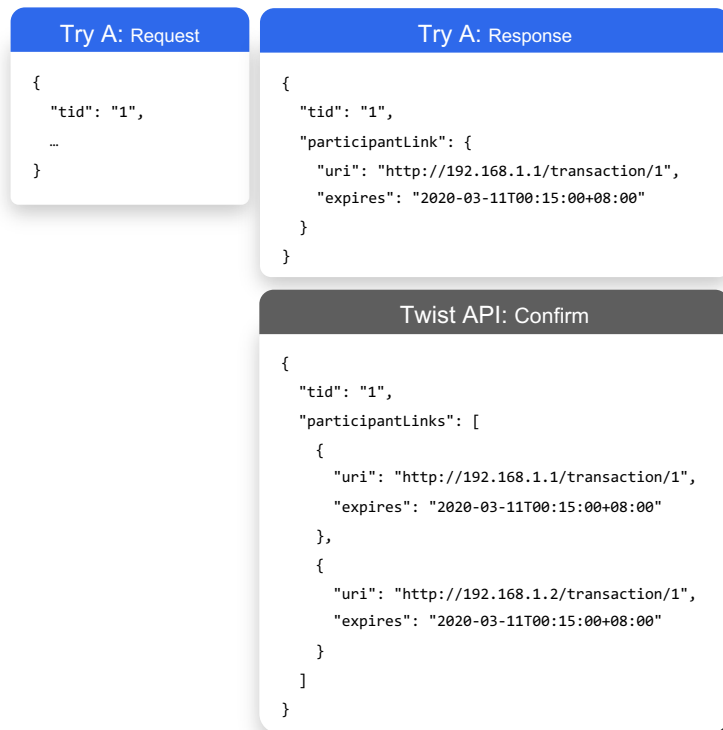 Try A: Request
{
  "tid": "1",
  …
}
Try A: Response
{
  "tid": "1",
  "participantLink": {
    "uri": "http://192.168.1.1/transaction/1",
    "expires": "2020-03-11T00:15:00+08:00"
  }
}
Twist API: Confirm
{
  "tid": "1",
  "participantLinks": [
    {
      "uri": "http://192.168.1.1/transaction/1",
      "expires": "2020-03-11T00:15:00+08:00"
    },
    {
      "uri": "http://192.168.1.2/transaction/1",
      "expires": "2020-03-11T00:15:00+08:00"
    }
  ]
}